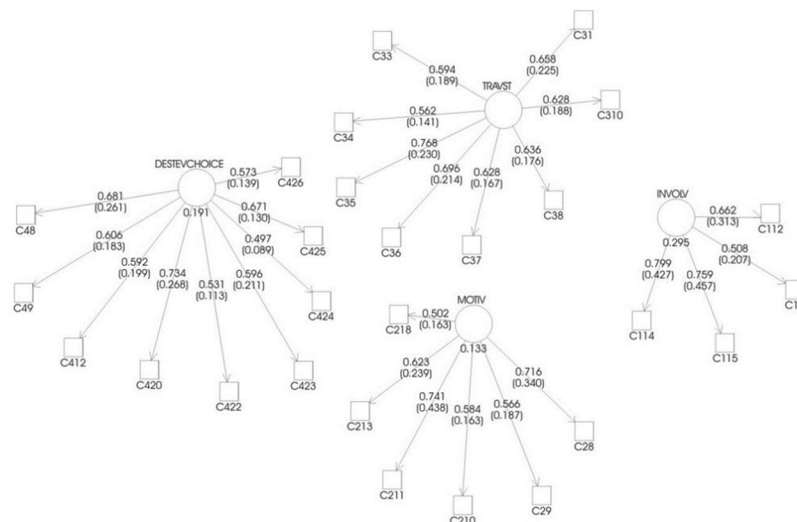 C31
C33
0.658
(0.225)
0.594
(0.189)
TRAVST
0.628
(0.188)
C310
C34
0.562
(0.141)
0.768
(0.230)
0.636
(0.176)
0.696
(0.214)
0.628
(0.167)
C35
C38
C36
C37
DESTEVCHOICE
0.573
(0.139)
C426
0.191
0.681
(0.261)
0.671
(0.130)
C48
C425
0.606
(0.183)
0.497
(0.089)
0.592
(0.199)
0.734
(0.268)
0.531
(0.113)
0.596
(0.211)
C49
C424
C412
C420
C422
C423
INVOLV
0.662
(0.313)
C112
0.295
0.508
(0.207)
0.799
(0.427)
0.759
(0.457)
C114
C115
MOTIV
0.502
(0.163)
C218
0.133
0.623
(0.239)
0.716
(0.340)
0.741
(0.438)
0.584
(0.163)
0.566
(0.187)
C213
C28
C211
C210
C29